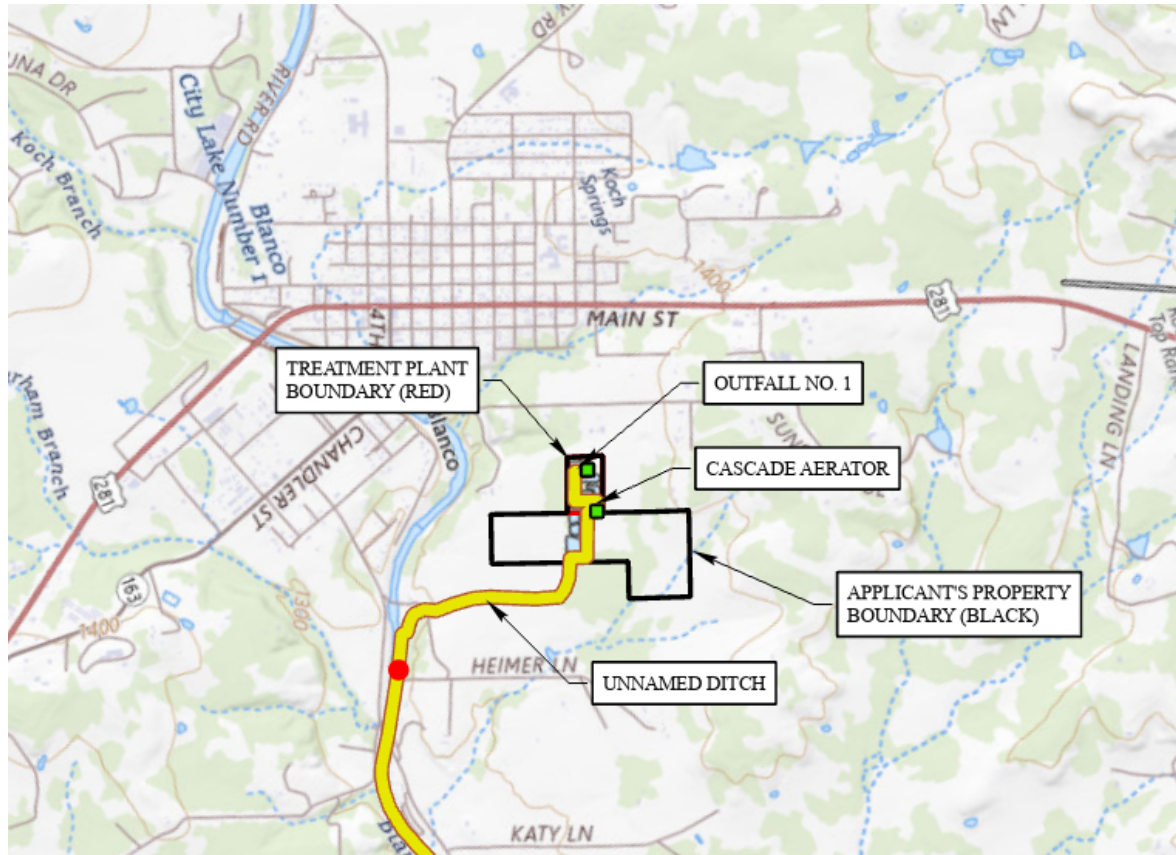 RIVER RD
RD
LN
UNA DR
City Lake Number 1
Blanco
Koch Branch
Koch
Springs
1400
281
MAIN ST
4TH
TREATMENT PLANT
BOUNDARY (RED)
OUTFALL NO. 1
LANDING LN
Blanco
CHANDLER ST
CASCADE AERATOR
Branch
281
163
1300
1400
APPLICANT'S PROPERTY
BOUNDARY (BLACK)
HEIMER LN
UNNAMED DITCH
KATY LN